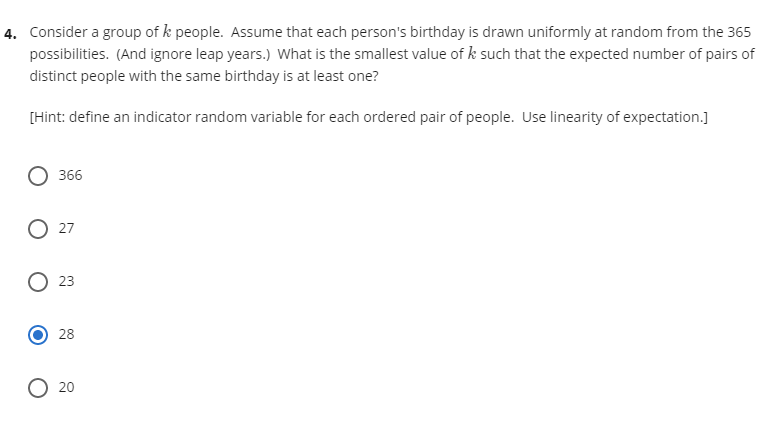 4. Consider a group of k people. Assume that each person's birthday is drawn uniformly at random from the 365
possibilities. (And ignore leap years.) What is the smallest value of k such that the expected number of pairs of
distinct people with the same birthday is at least one?
[Hint: define an indicator random variable for each ordered pair of people. Use linearity of expectation.]
366
27
23
28
20